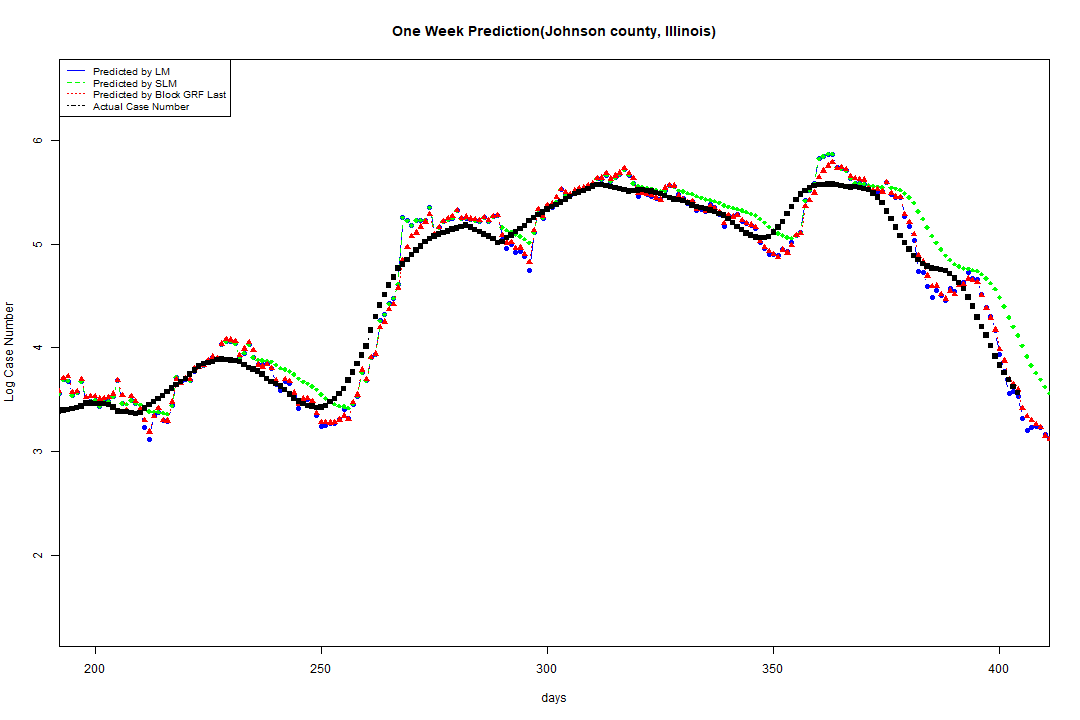 One Week Prediction(Johnson county, Illinois)
Predicted by LM
Predicted by SLM
Predicted by Block GRF Last
Actual Case Number
6
5
4
3
2
Log Case Number
200
250
300
350
400
days